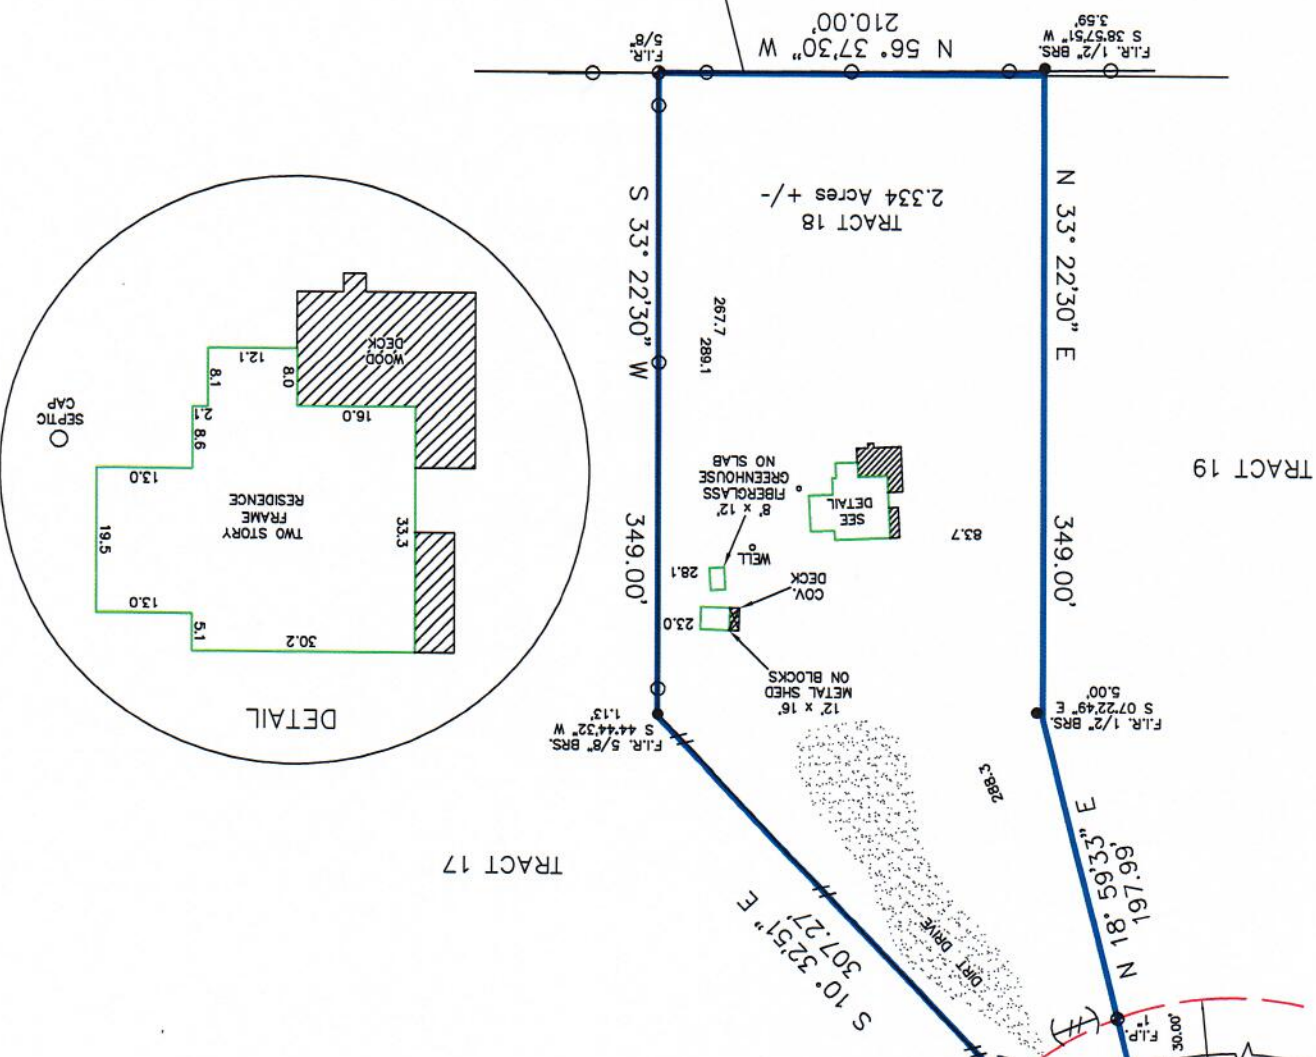 F.I.R.
5/8"
N 56° 37'30" W
210.00'
F.I.R. 1/2" BRS.
S 38°57'51" W
3.59'
S 33° 22'30" W
349.00'
N 33° 22'30" E
349.00'
TRACT 18
2.334 Acres +/-
267.7
289.1
TRACT 19
8' x 12'
FIBERGLASS
GREENHOUSE
NO SLAB
SEE
DETAIL
83.7
WELL
28.1
COV.
DECK
23.0
12' x 16'
METAL SHED
ON BLOCKS
F.I.R. 5/8" BRS.
S 44°44'32" W
1.13'
F.I.R. 1/2" BRS.
S 07°22'49" E
5.00'
288.3
TRACT 17
S 10° 32'51" E
307.27'
DIRT DRIVE
N 18° 59'33" E
197.99'
F.I.P.
1"
30.00'
DETAIL
WOOD
DECK
12.1
8.1
8.0
16.0
2.1
8.6
SEPTIC
CAP
13.0
TWO STORY
FRAME
RESIDENCE
19.5
33.3
13.0
5.1
30.2